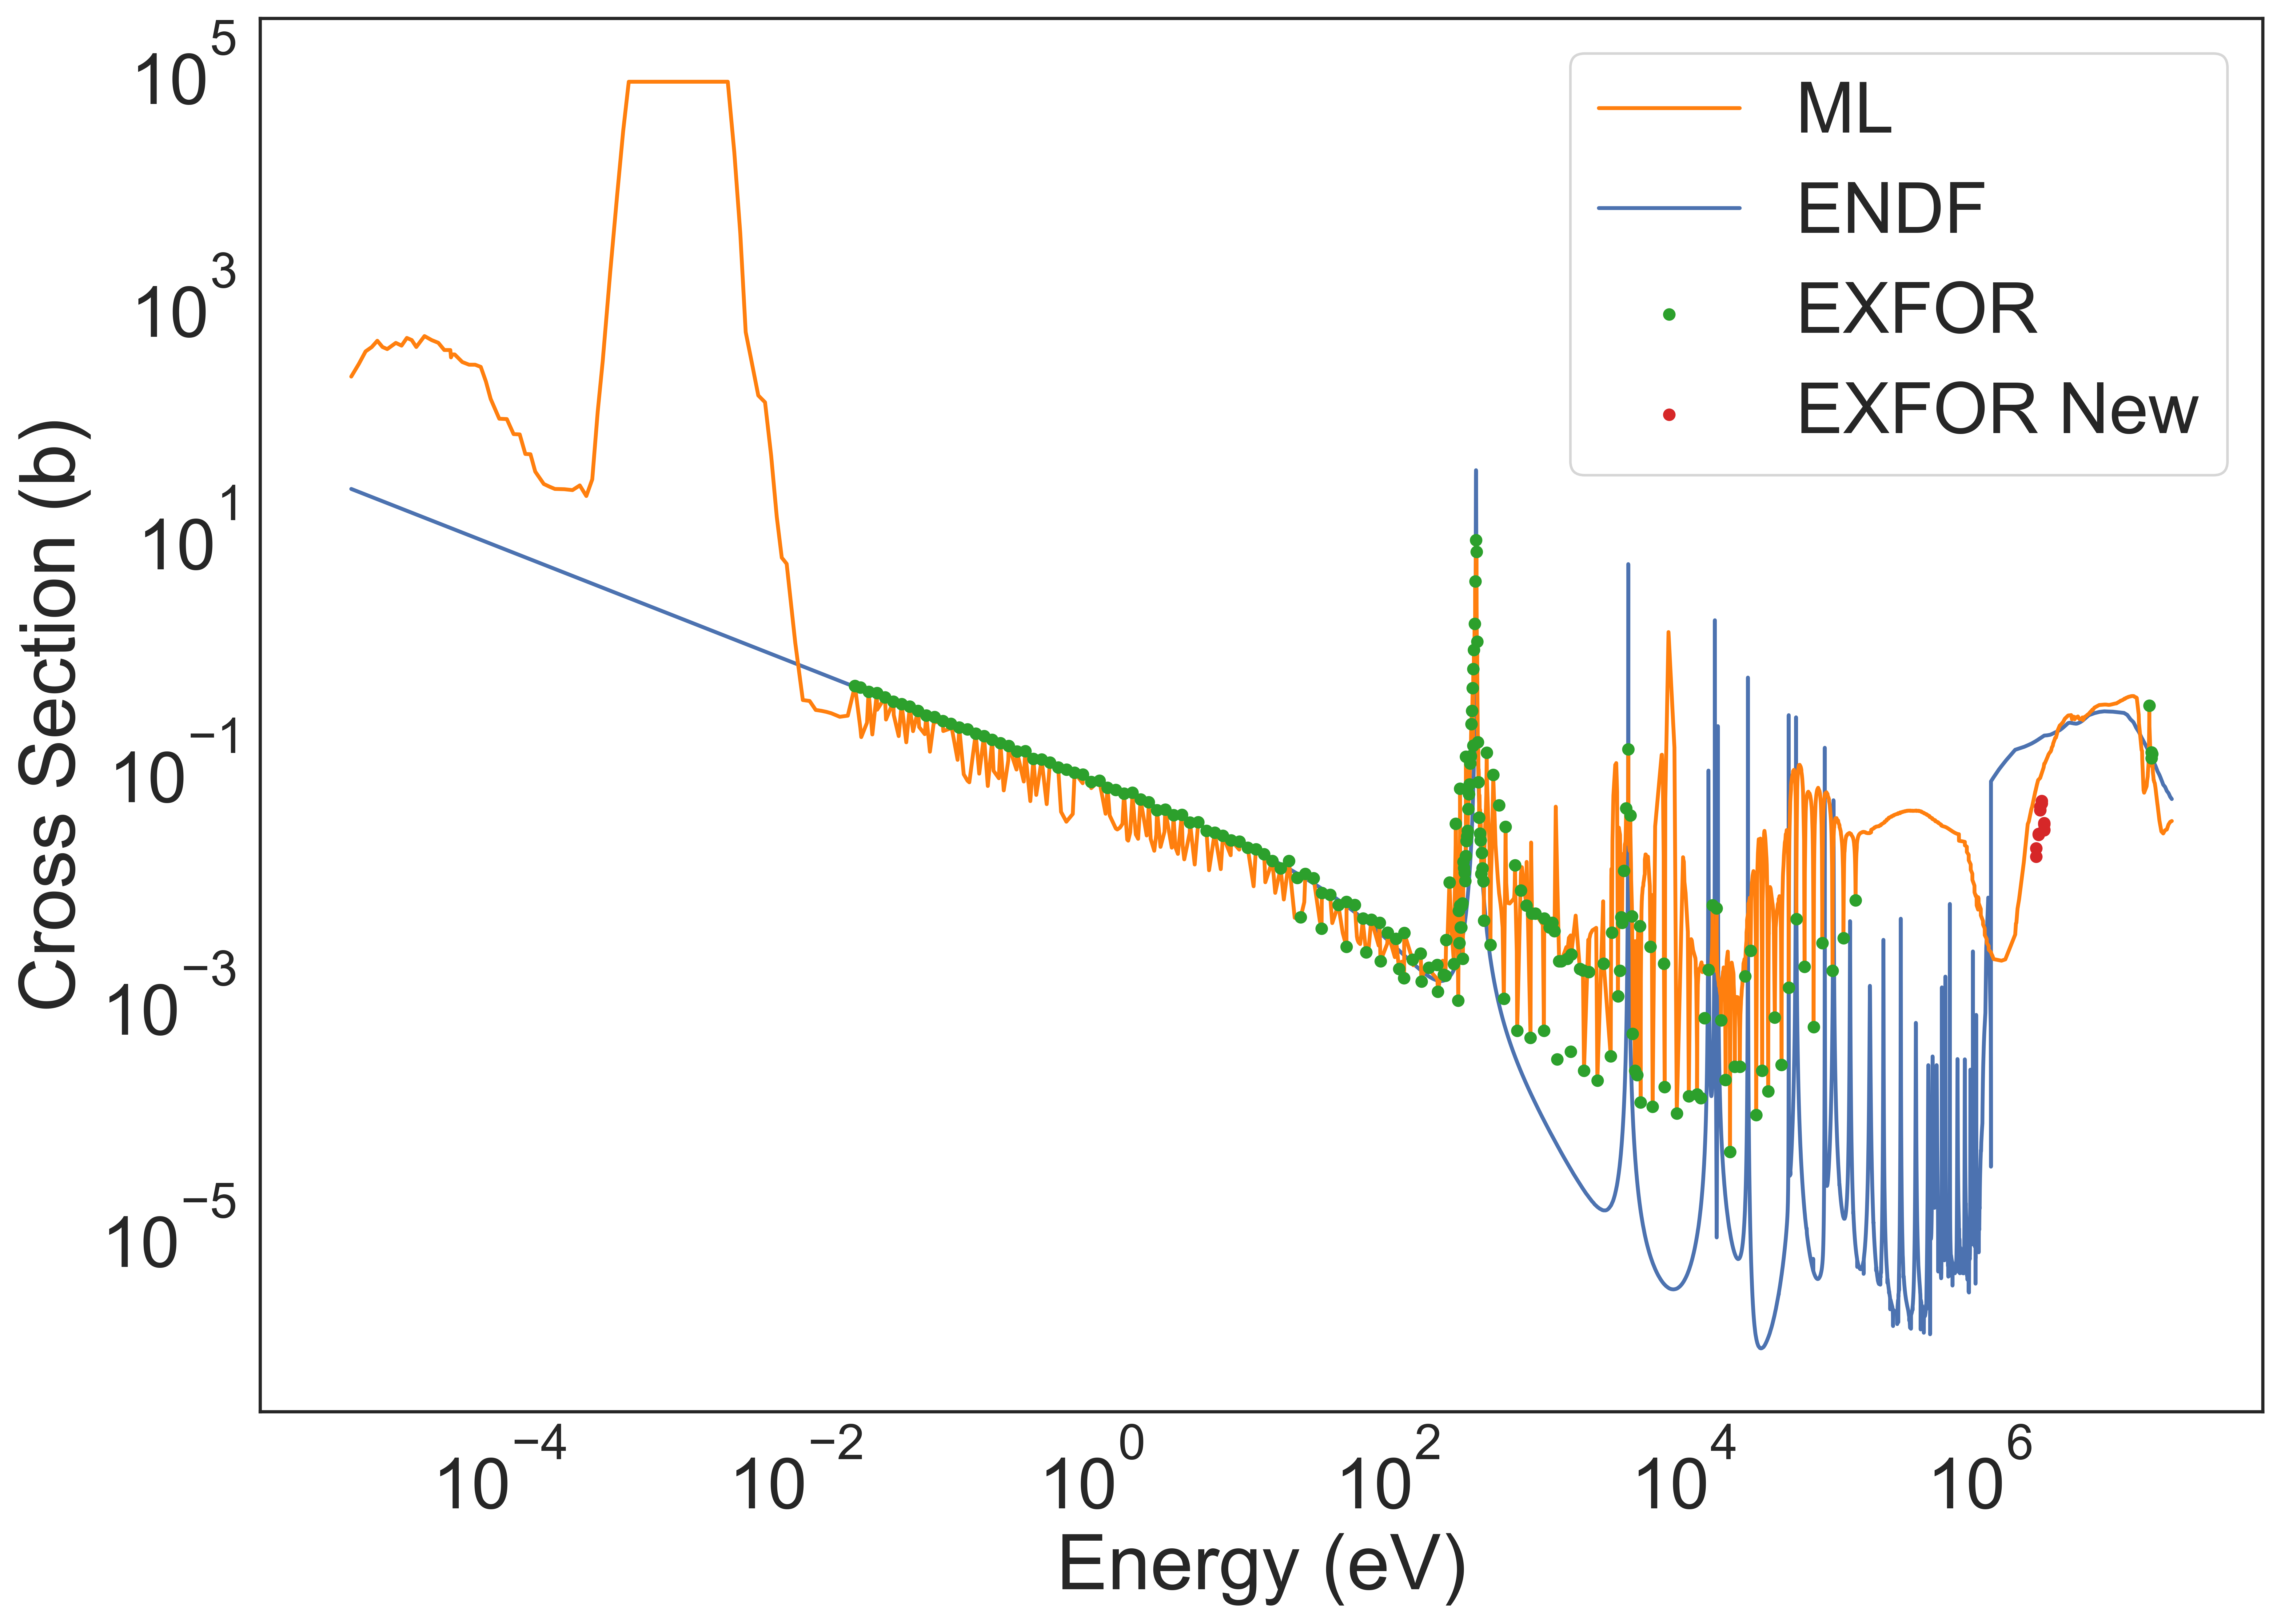 10^5
10^3
10^1
10^−1
10^−3
10^−5
Cross Section (b)
ML
ENDF
EXFOR
EXFOR New
10^−4
10^−2
10^0
10^2
10^4
10^6
Energy (eV)